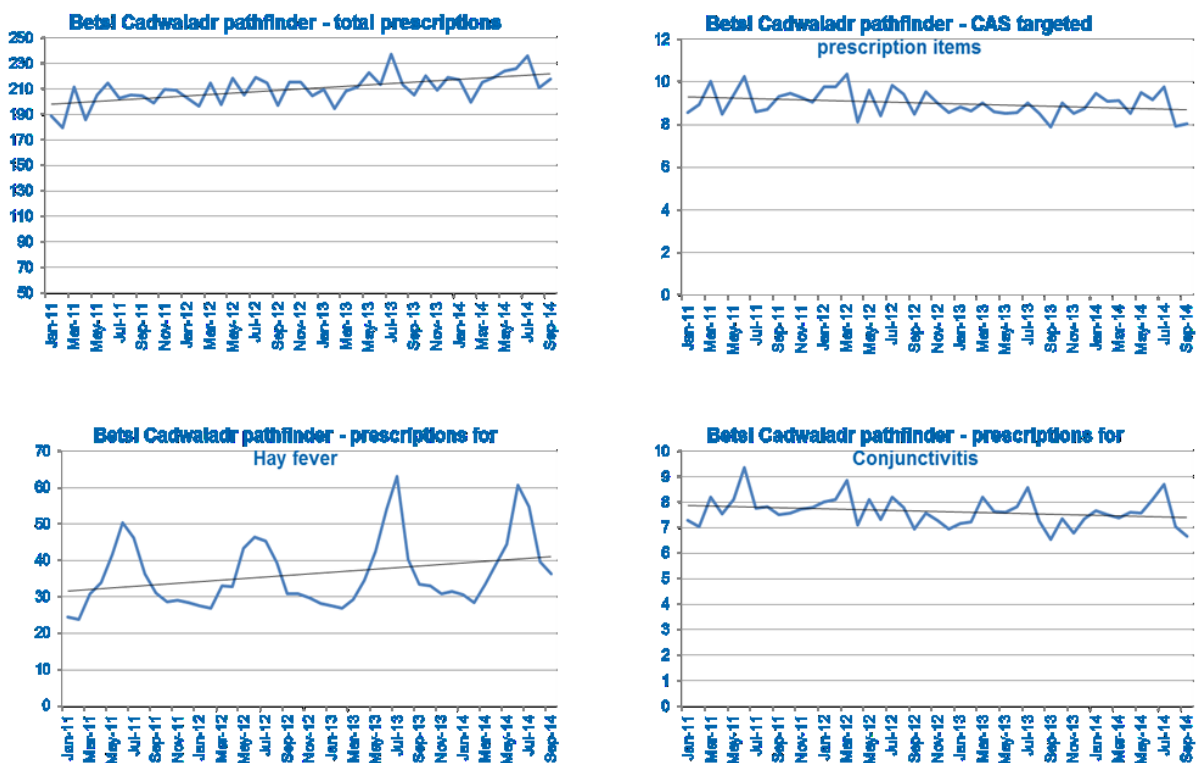 Betsi Cadwaladr pathfinder - total prescriptions
250
230
210
190
170
150
130
110
90
70
50
Jan-11
Mar-11
May-11
Jul-11
Sep-11
Nov-11
Jan-12
Mar-12
May-12
Jul-12
Sep-12
Nov-12
Jan-13
Mar-13
May-13
Jul-13
Sep-13
Nov-13
Jan-14
Mar-14
May-14
Jul-14
Sep-14
Betsi Cadwaladr pathfinder - CAS targeted
prescription items
12
10
8
6
4
2
0
Jan-11
Mar-11
May-11
Jul-11
Sep-11
Nov-11
Jan-12
Mar-12
May-12
Jul-12
Sep-12
Nov-12
Jan-13
Mar-13
May-13
Jul-13
Sep-13
Nov-13
Jan-14
Mar-14
May-14
Jul-14
Sep-14
Betsi Cadwaladr pathfinder - prescriptions for
Hay fever
70
60
50
40
30
20
10
0
Jan-11
Mar-11
May-11
Jul-11
Sep-11
Nov-11
Jan-12
Mar-12
May-12
Jul-12
Sep-12
Nov-12
Jan-13
Mar-13
May-13
Jul-13
Sep-13
Nov-13
Jan-14
Mar-14
May-14
Jul-14
Sep-14
Betsi Cadwaladr pathfinder - prescriptions for
Conjunctivitis
10
9
8
7
6
5
4
3
2
1
0
Jan-11
Mar-11
May-11
Jul-11
Sep-11
Nov-11
Jan-12
Mar-12
May-12
Jul-12
Sep-12
Nov-12
Jan-13
Mar-13
May-13
Jul-13
Sep-13
Nov-13
Jan-14
Mar-14
May-14
Jul-14
Sep-14